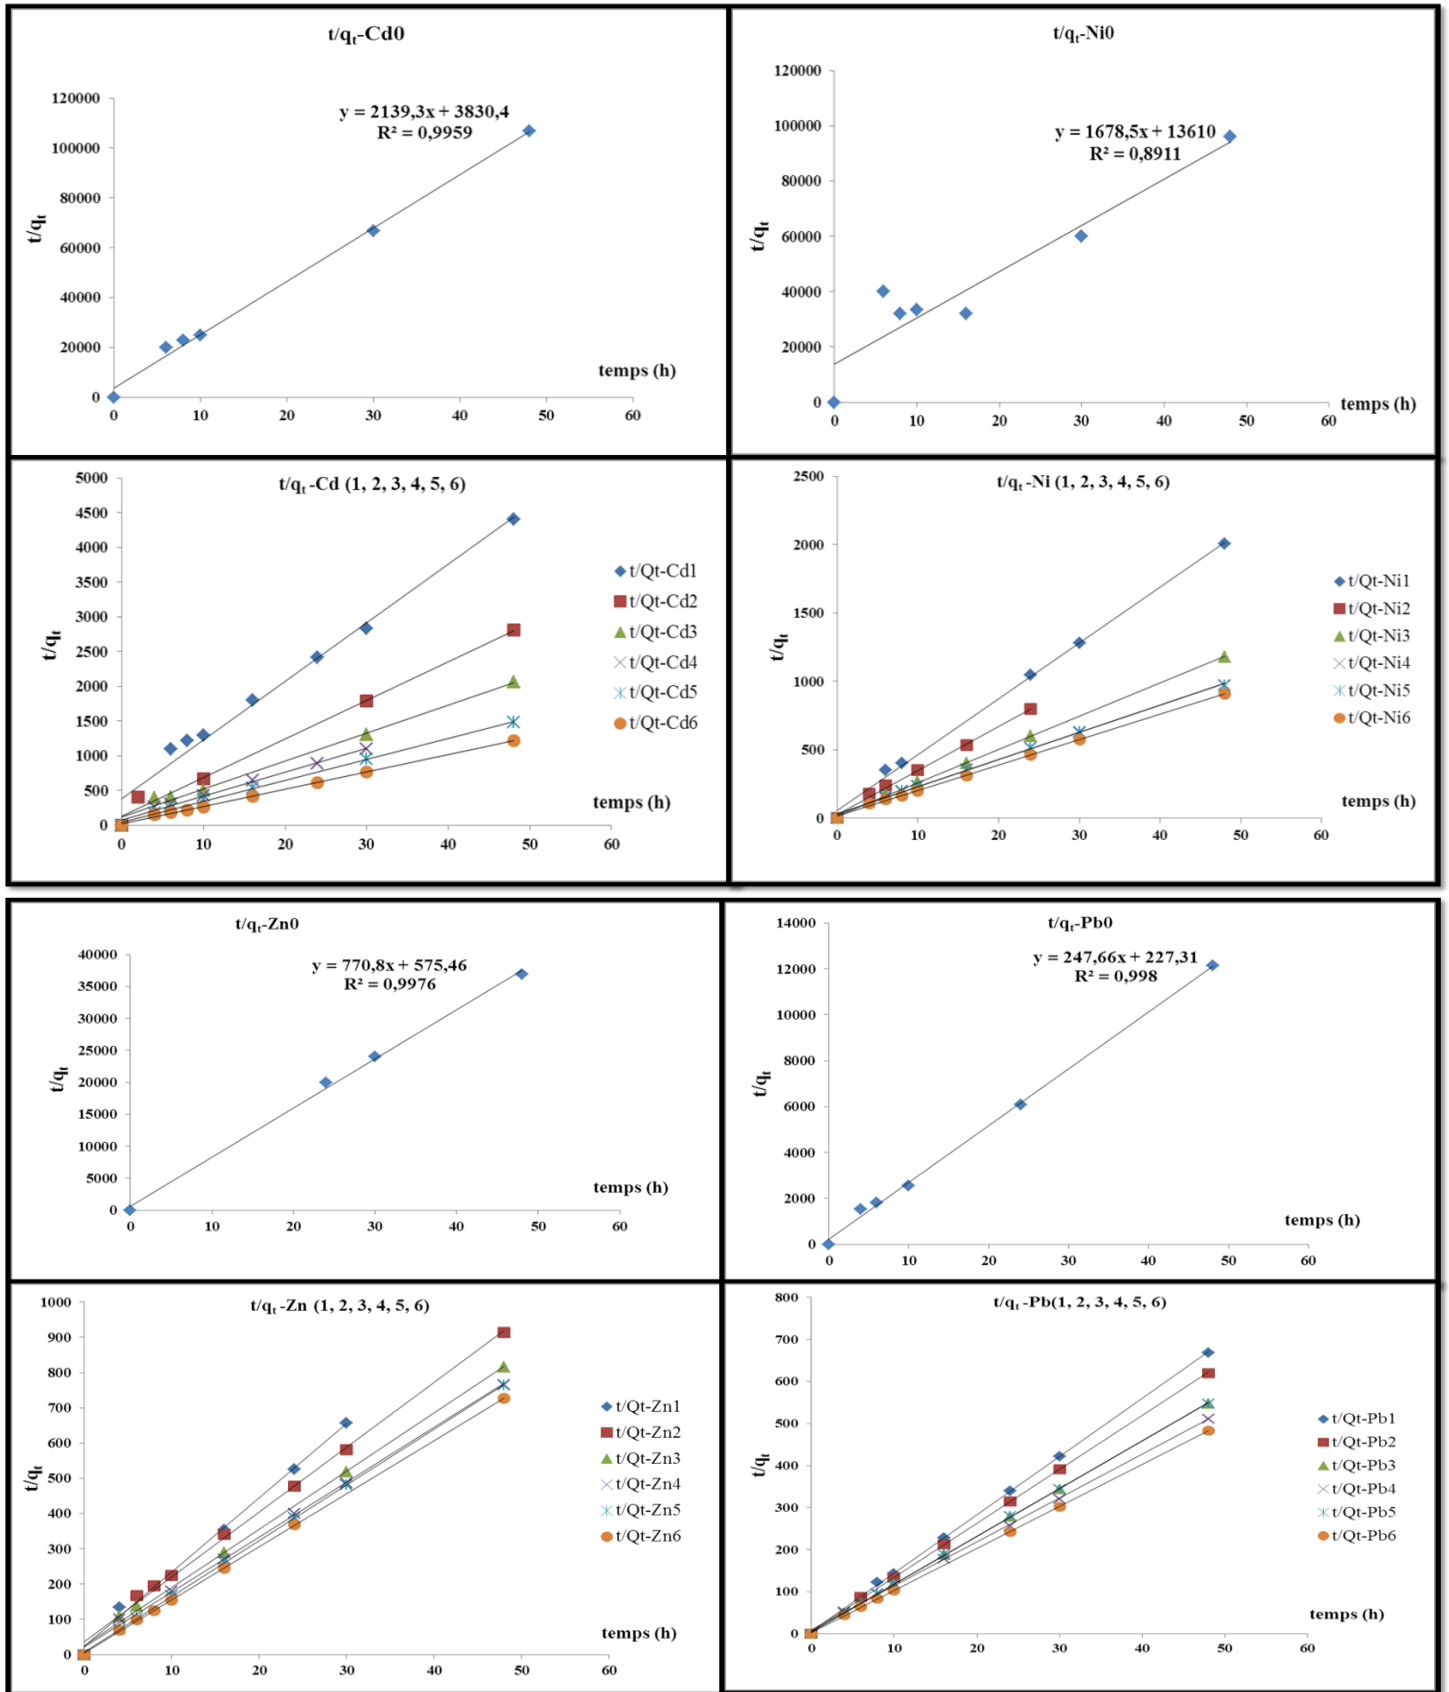 t/qt-Cd0
120000
y = 2139,3x + 3830,4
R² = 0,9959
100000
80000
t/qt
60000
40000
20000
temps (h)
0
0 10 20 30 40 50 60
t/qt-Ni0
120000
y = 1678,5x + 13610
R² = 0,8911
100000
80000
t/qt
60000
40000
20000
0
temps (h)
0 10 20 30 40 50 60
t/qt -Cd (1, 2, 3, 4, 5, 6)
5000
4500
4000
3500
3000
2500
2000
1500
1000
500
0
t/qt
t/Qt-Cd1
t/Qt-Cd2
t/Qt-Cd3
t/Qt-Cd4
t/Qt-Cd5
t/Qt-Cd6
temps (h)
0 10 20 30 40 50 60
t/qt -Ni (1, 2, 3, 4, 5, 6)
2500
2000
1500
1000
500
0
t/qt
t/Qt-Ni1
t/Qt-Ni2
t/Qt-Ni3
t/Qt-Ni4
t/Qt-Ni5
t/Qt-Ni6
temps (h)
0 10 20 30 40 50 60
t/qt-Zn0
40000
y = 770,8x + 575,46
R² = 0,9976
35000
30000
25000
20000
15000
10000
5000
0
t/qt
temps (h)
0 10 20 30 40 50 60
t/qt-Pb0
14000
y = 247,66x + 227,31
R² = 0,998
12000
10000
8000
6000
4000
2000
0
t/qt
temps (h)
0 10 20 30 40 50 60
t/qt -Zn (1, 2, 3, 4, 5, 6)
1000
900
800
700
600
500
400
300
200
100
0
t/qt
t/Qt-Zn1
t/Qt-Zn2
t/Qt-Zn3
t/Qt-Zn4
t/Qt-Zn5
t/Qt-Zn6
temps (h)
0 10 20 30 40 50 60
t/qt -Pb(1, 2, 3, 4, 5, 6)
800
700
600
500
400
300
200
100
0
t/qt
t/Qt-Pb1
t/Qt-Pb2
t/Qt-Pb3
t/Qt-Pb4
t/Qt-Pb5
t/Qt-Pb6
temps (h)
0 10 20 30 40 50 60